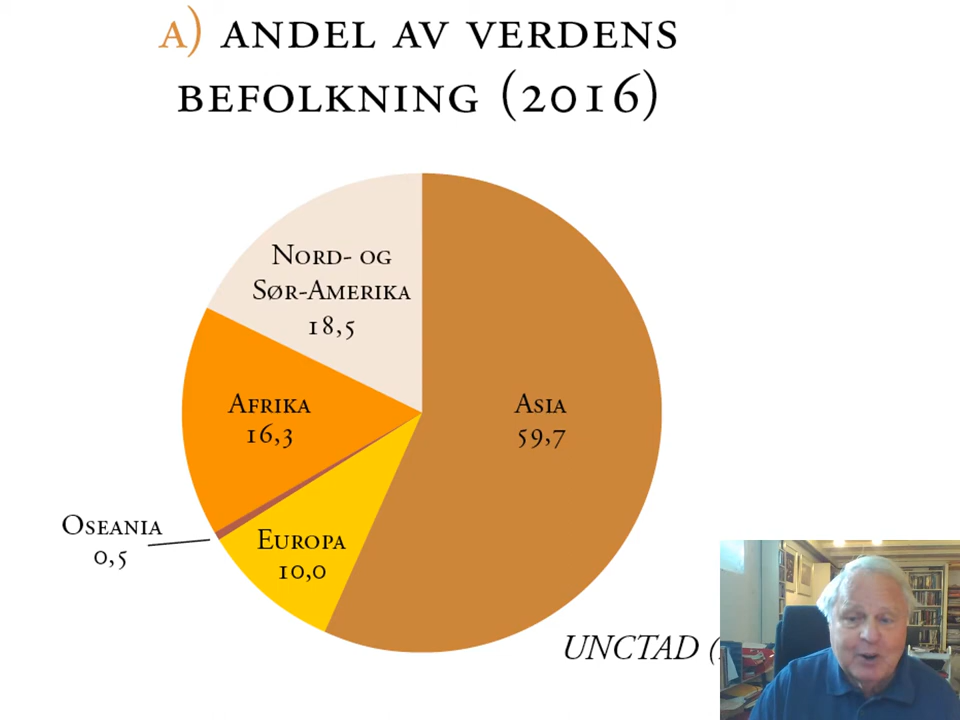 A) ANDEL AV VERDENS
BEFOLKNING (2016)
NORD- OG
SØR-AMERIKA
18,5
AFRIKA
16,3
ASIA
59,7
OSEANIA
0,5
EUROPA
10,0
UNCTAD (